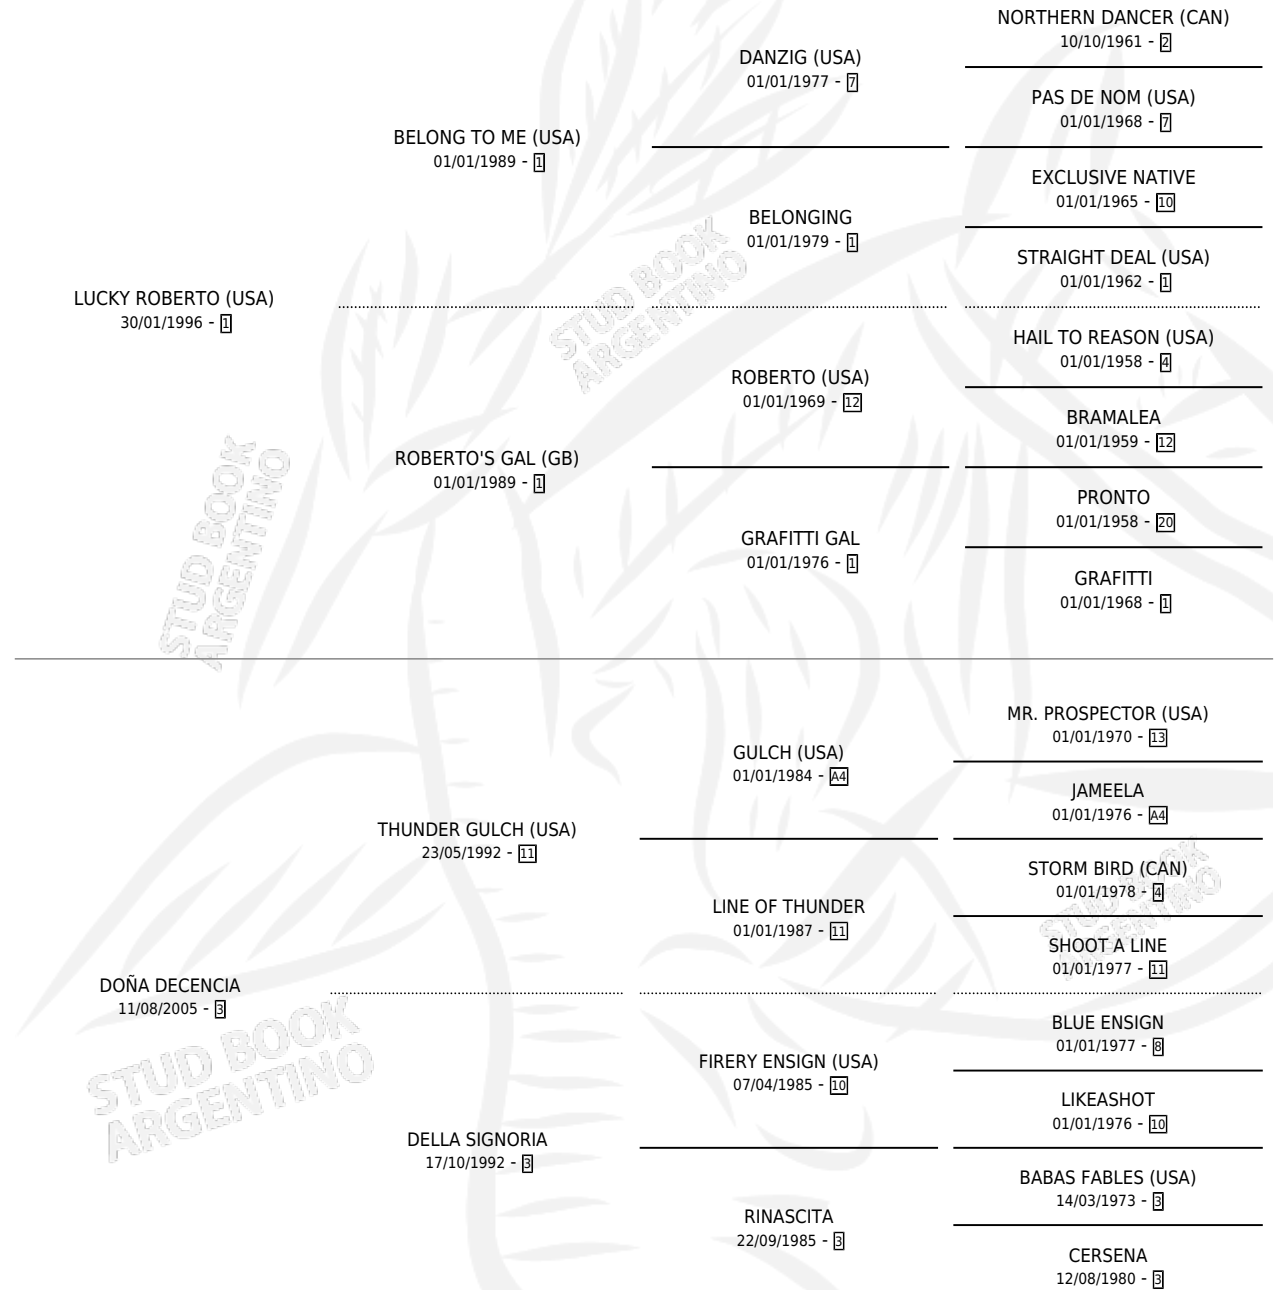 NORTHERN DANCER (CAN)
10/10/1961 - 2
DANZIG (USA)
01/01/1977 - 7
PAS DE NOM (USA)
01/01/1968 - 7
BELONG TO ME (USA)
01/01/1989 - 1
EXCLUSIVE NATIVE
01/01/1965 - 10
BELONGING
01/01/1979 - 1
STRAIGHT DEAL (USA)
01/01/1962 - 1
LUCKY ROBERTO (USA)
30/01/1996 - 1
HAIL TO REASON (USA)
01/01/1958 - 4
ROBERTO (USA)
01/01/1969 - 12
BRAMALEA
01/01/1959 - 12
ROBERTO'S GAL (GB)
01/01/1989 - 1
PRONTO
01/01/1958 - 20
GRAFITTI GAL
01/01/1976 - 1
GRAFITTI
01/01/1968 - 1
MR. PROSPECTOR (USA)
01/01/1970 - 13
GULCH (USA)
01/01/1984 - A4
JAMEELA
01/01/1976 - A4
THUNDER GULCH (USA)
23/05/1992 - 11
STORM BIRD (CAN)
01/01/1978 - 4
LINE OF THUNDER
01/01/1987 - 11
SHOOT A LINE
01/01/1977 - 11
DOÑA DECENCIA
11/08/2005 - 3
BLUE ENSIGN
01/01/1977 - 8
FIRERY ENSIGN (USA)
07/04/1985 - 10
LIKEASHOT
01/01/1976 - 10
DELLA SIGNORIA
17/10/1992 - 3
BABAS FABLES (USA)
14/03/1973 - 3
RINASCITA
22/09/1985 - 3
CERSENA
12/08/1980 - 3
STUD BOOK
ARGENTINO
STUD BOOK
ARGENTINO
STUD BOOK
ARGENTINO
STUD BOOK
ARGENTINO